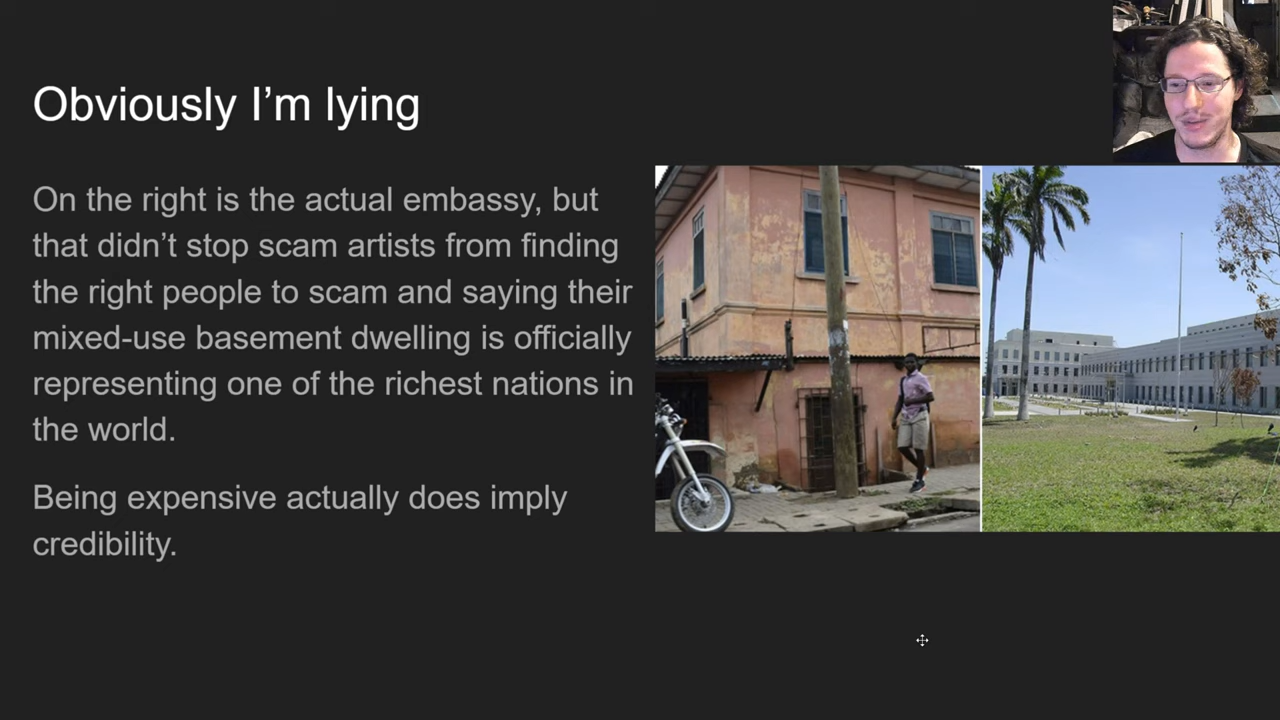 Obviously I’m lying
On the right is the actual embassy, but
that didn’t stop scam artists from finding
the right people to scam and saying their
mixed-use basement dwelling is officially
representing one of the richest nations in
the world.
Being expensive actually does imply
credibility.